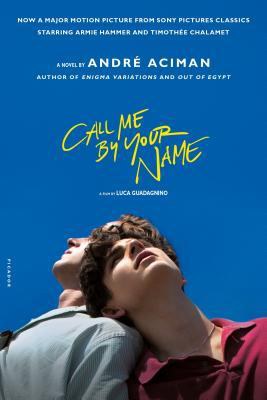 NOW A MAJOR MOTION PICTURE FROM SONY PICTURES CLASSICS
STARRING ARMIE HAMMER AND TIMOTHÉE CHALAMET
A NOVEL BY ANDRÉ ACIMAN
AUTHOR OF ENIGMA VARIATIONS AND OUT OF EGYPT
CALL ME
BY YOUR
NAME
A FILM BY LUCA GUADAGNINO
PICADOR